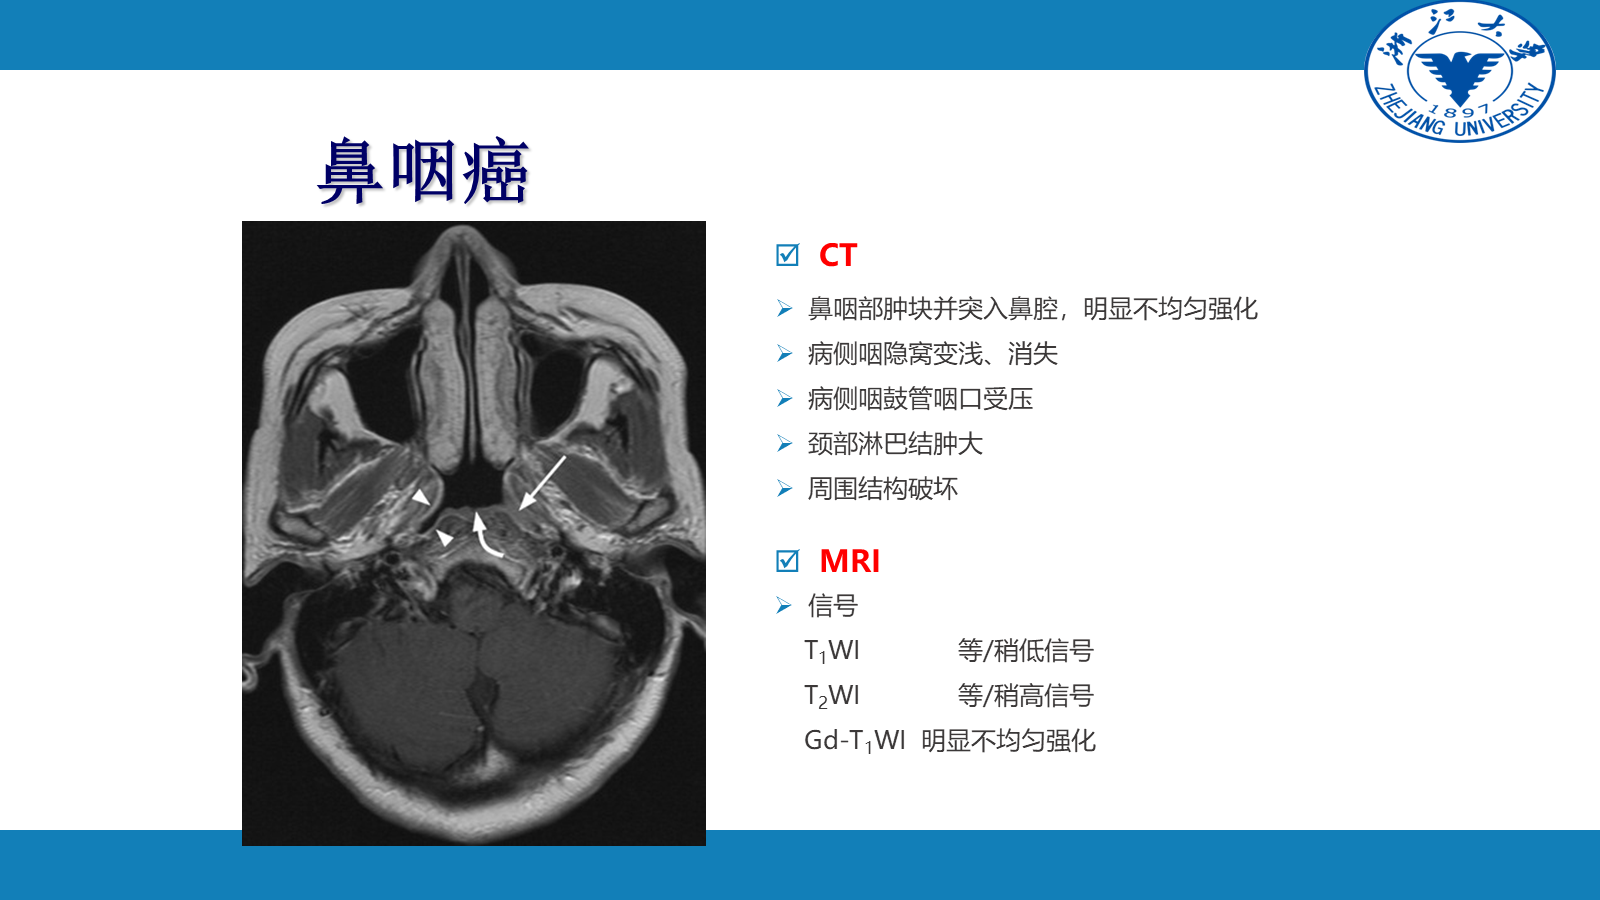 浙江大学
1897
ZHEJIANG UNIVERSITY
鼻咽癌
CT
鼻咽部肿块并突入鼻腔，明显不均匀强化
病侧咽隐窝变浅、消失
病侧咽鼓管咽口受压
颈部淋巴结肿大
周围结构破坏
MRI
信号
T₁WI 等/稍低信号
T₂WI 等/稍高信号
Gd-T₁WI 明显不均匀强化